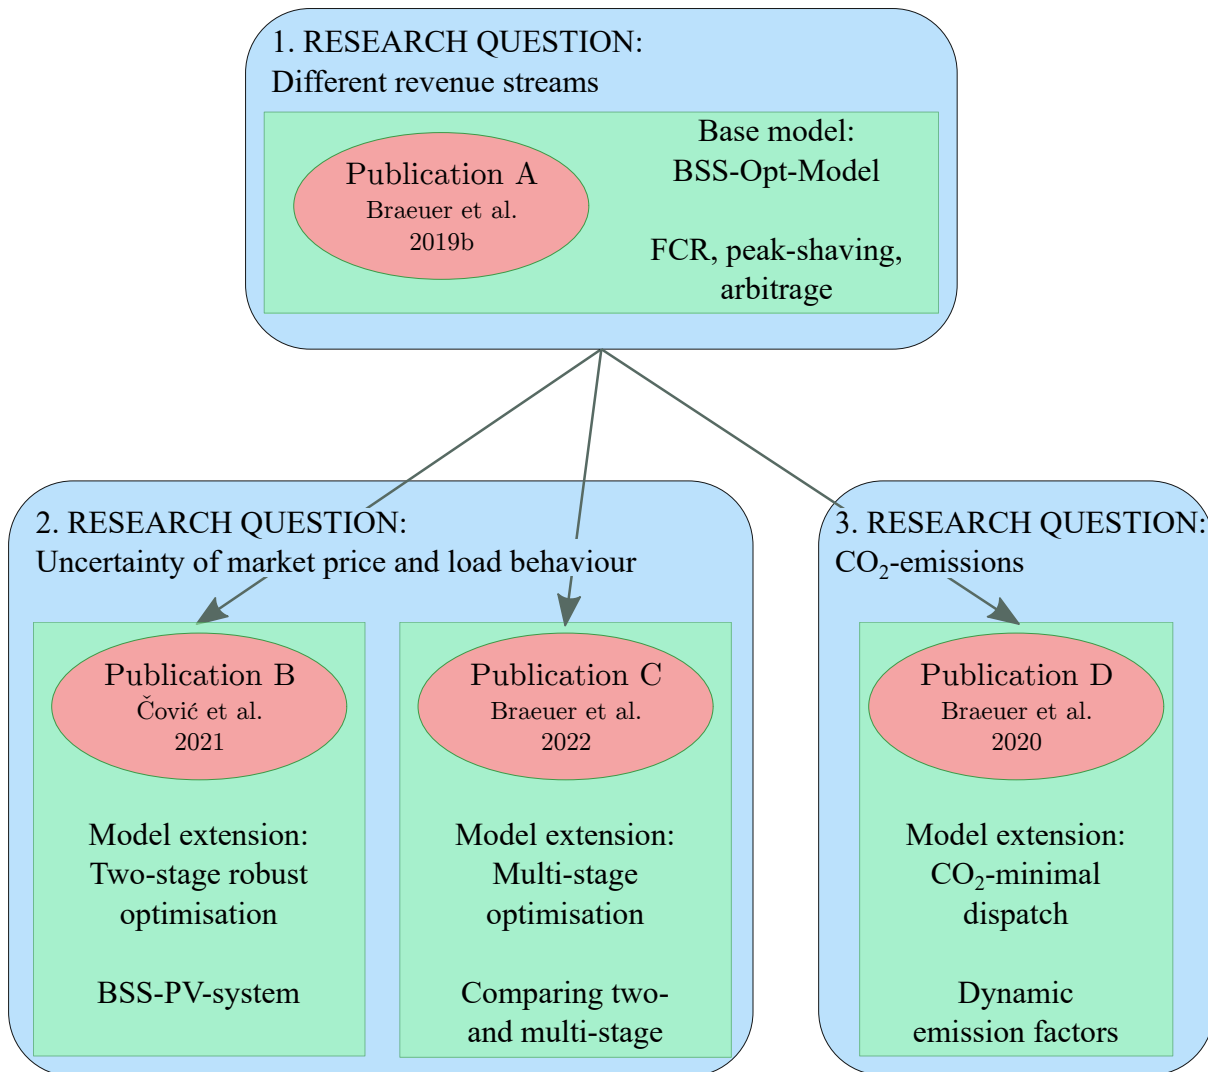 1. RESEARCH QUESTION:
Different revenue streams
Publication A
Braeuer et al.
2019b
Base model:
BSS-Opt-Model
FCR, peak-shaving,
arbitrage
2. RESEARCH QUESTION:
Uncertainty of market price and load behaviour
Publication B
Čović et al.
2021
Model extension:
Two-stage robust
optimisation
BSS-PV-system
Publication C
Braeuer et al.
2022
Model extension:
Multi-stage
optimisation
Comparing two-
and multi-stage
3. RESEARCH QUESTION:
CO₂-emissions
Publication D
Braeuer et al.
2020
Model extension:
CO₂-minimal
dispatch
Dynamic
emission factors